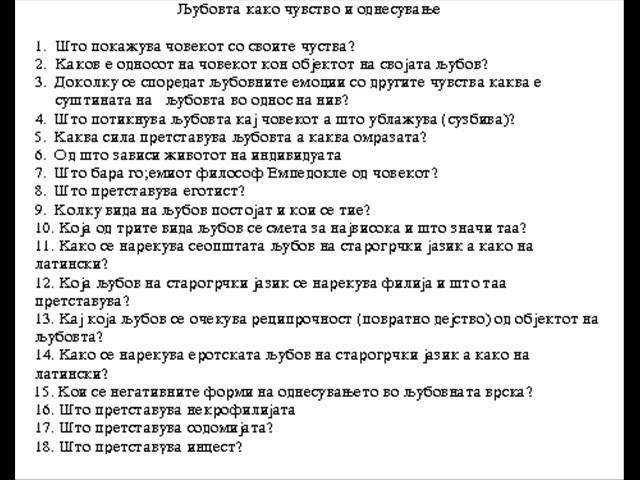 Љубовта како чувство и однесување
1. Што покажува човекот со своите чуства?
2. Каков е односот на човекот кон објектот на својата љубов?
3. Доколку се споредат љубовните емоции со другите чувства каква е
суштината на љубовта во однос на нив?
4. Што потикнува љубовта кај човекот а што ублажува (сузбива)?
5. Каква сила претставува љубовта а каква омразата?
6. Од што зависи животот на индивидуата
7. Што бара го;емиот филозоф Емпедокле од човекот?
8. Што претставува еготист?
9. Колку вида на љубов постојат и кои се тие?
10. Која од трите вида љубов се смета за највисока и што значи таа?
11. Како се нарекува сеопштата љубов на старогрчки јазик а како на
латински?
12. Која љубов на старогрчки јазик се нарекува филија и што таа
претставува?
13. Кај која љубов се очекува реципрочност (повратно дејство) од објектот на
љубовта?
14. Како се нарекува еротската љубов на старогрчки јазик а како на
латински?
15. Кои се негативните форми на однесувањето во љубовната врска?
16. Што претставува некрофилијата
17. Што претставува содомијата?
18. Што претставува инцест?